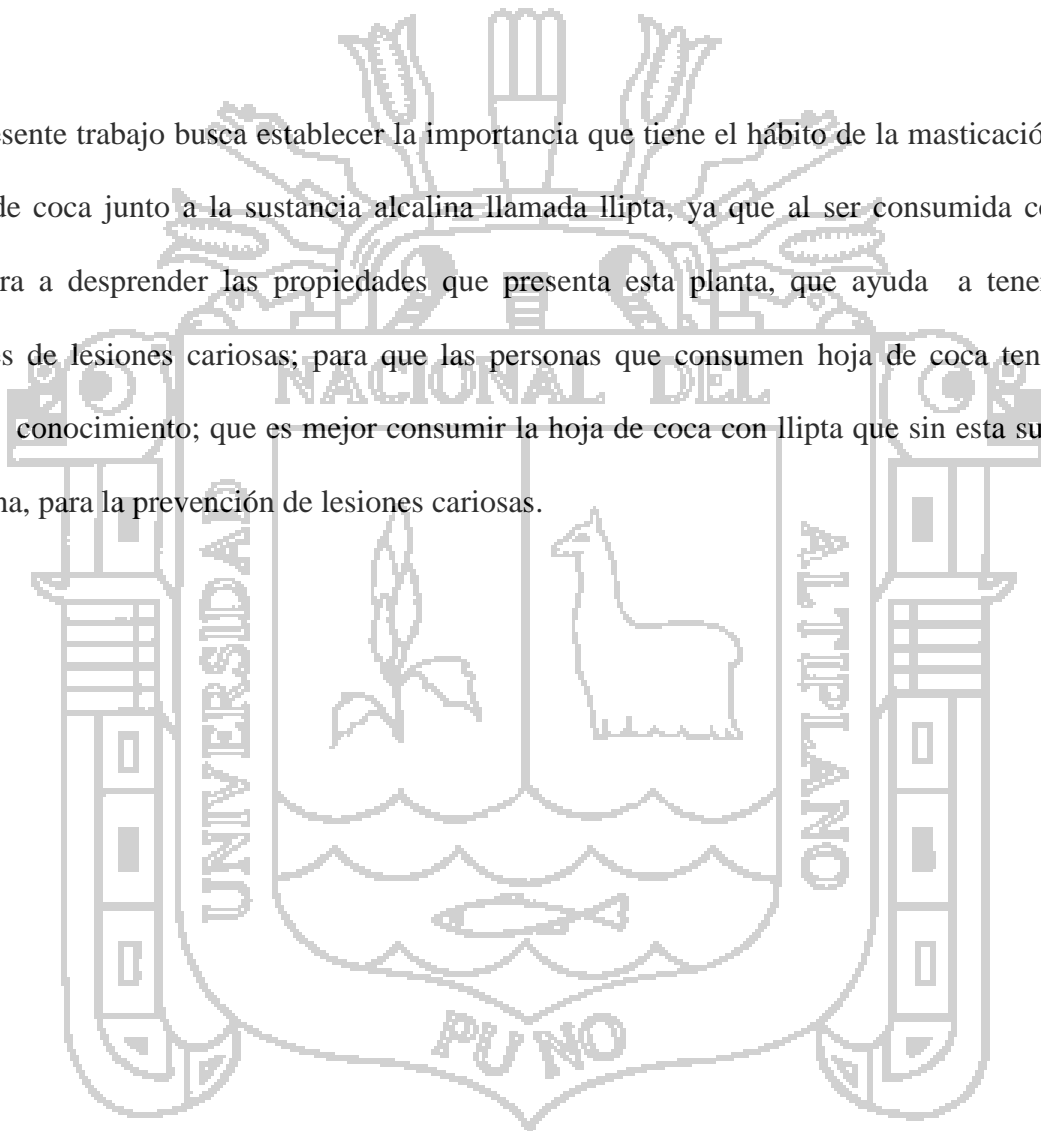 esente trabajo busca establecer la importancia que tiene el hábito de la masticació
de coca junto a la sustancia alcalina llamada llipta, ya que al ser consumida c
ra a desprender las propiedades que presenta esta planta, que ayuda a tene
s de lesiones cariosas; para que las personas que consumen hoja de coca ten
conocimiento; que es mejor consumir la hoja de coca con llipta que sin esta su
na, para la prevención de lesiones cariosas.
NACIONAL DEL
UNIVERSIDAD
ALTIPLANO
PUNO